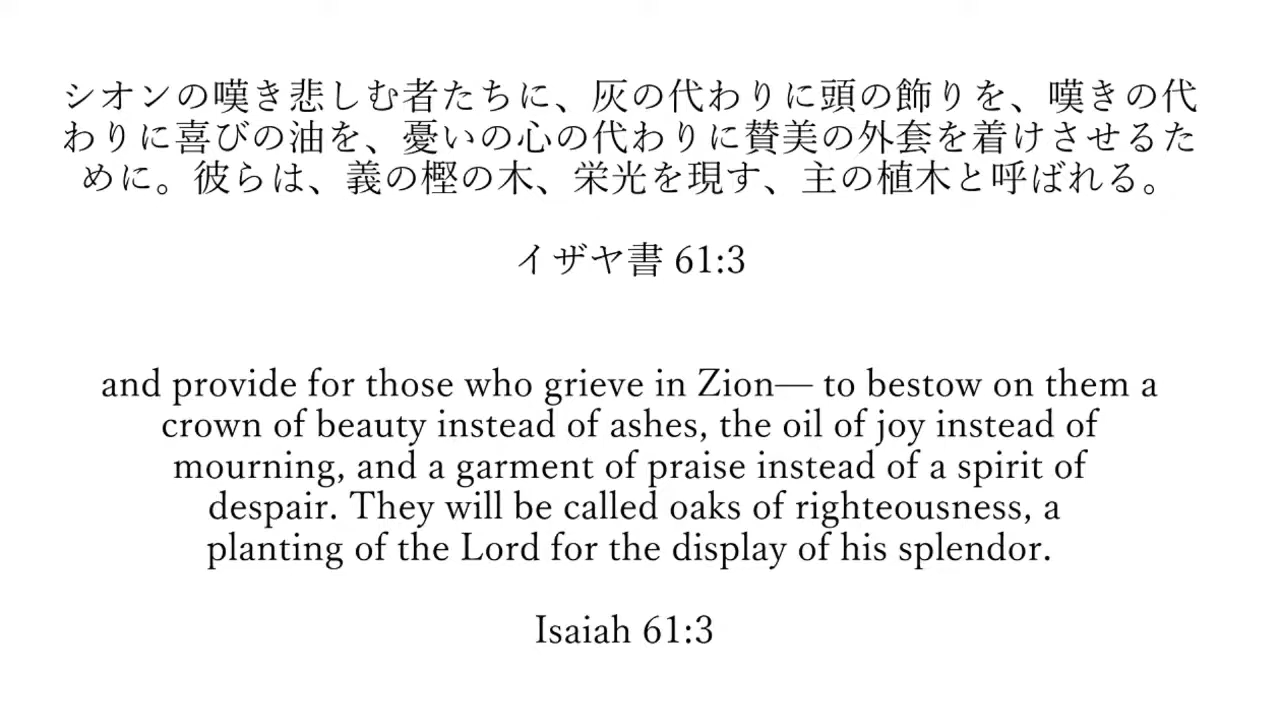 シオンの嘆き悲しむ者たちに、灰の代わりに頭の飾りを、嘆きの代
わりに喜びの油を、憂いの心の代わりに賛美の外套を着けさせるた
めに。彼らは、義の樫の木、栄光を現す、主の植木と呼ばれる。
イザヤ書 61:3
and provide for those who grieve in Zion— to bestow on them a
crown of beauty instead of ashes, the oil of joy instead of
mourning, and a garment of praise instead of a spirit of
despair. They will be called oaks of righteousness, a
planting of the Lord for the display of his splendor.
Isaiah 61:3